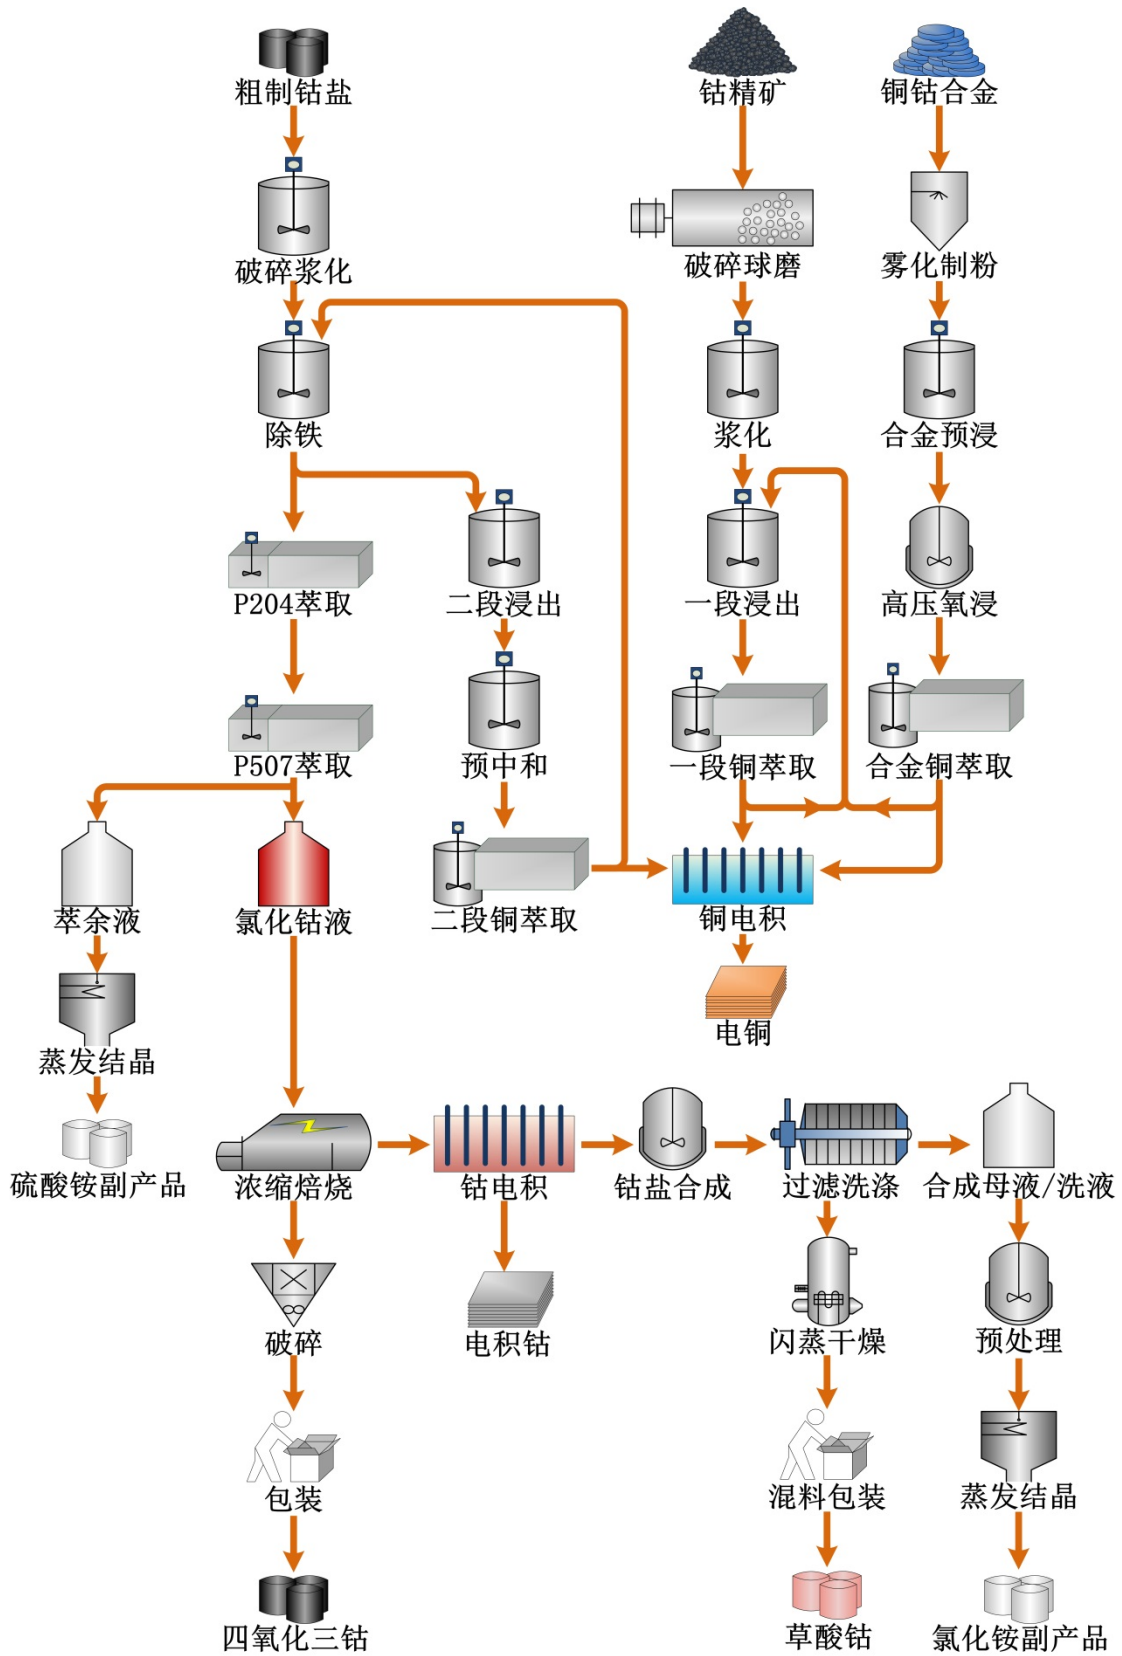 粗制钴盐
钴精矿
铜钴合金
破碎浆化
破碎球磨
雾化制粉
除铁
浆化
合金预浸
P204萃取
二段浸出
一段浸出
高压氧浸
P507萃取
预中和
一段铜萃取
合金铜萃取
萃余液
氯化钴液
二段铜萃取
铜电积
电铜
蒸发结晶
硫酸铵副产品
浓缩焙烧
钴电积
钴盐合成
过滤洗涤
合成母液/洗液
破碎
电积钴
闪蒸干燥
预处理
包装
混料包装
蒸发结晶
四氧化三钴
草酸钴
氯化铵副产品